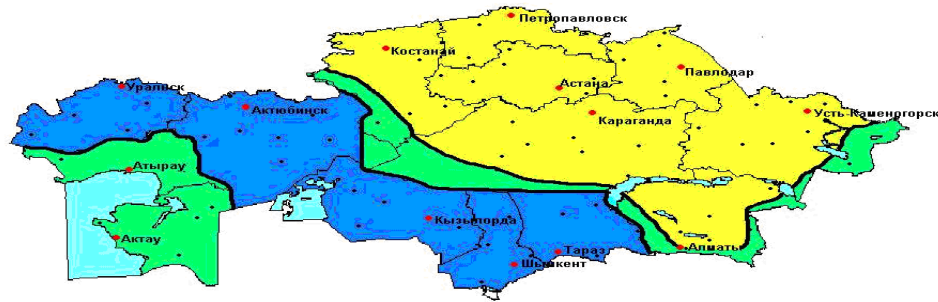 Петропавловск
Костанай
Павлодар
Астана
Уральск
Актюбинск
Караганда
Усть-Каменогорск
Атырау
Кызылорда
Актау
Тараз
Алматы
Шымкент